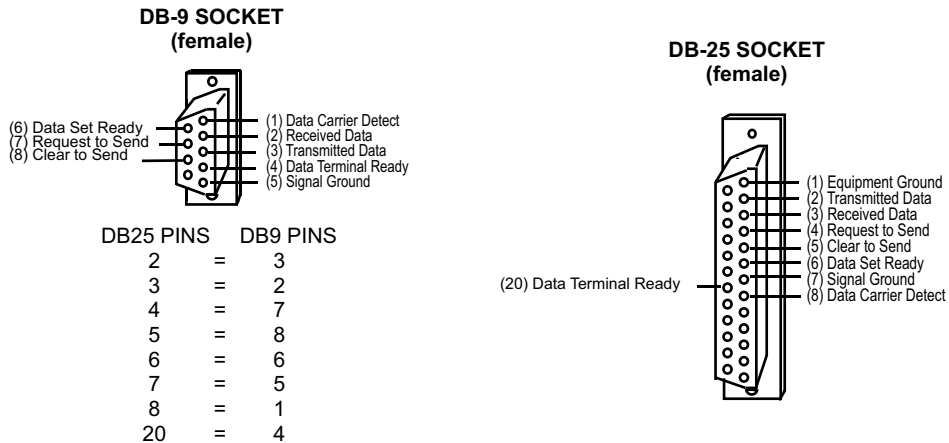 DB-9 SOCKET
(female)
(6) Data Set Ready
(7) Request to Send
(8) Clear to Send
(1) Data Carrier Detect
(2) Received Data
(3) Transmitted Data
(4) Data Terminal Ready
(5) Signal Ground
DB25 PINS DB9 PINS
2 = 3
3 = 2
4 = 7
5 = 8
6 = 6
7 = 5
8 = 1
20 = 4
DB-25 SOCKET
(female)
(20) Data Terminal Ready
(1) Equipment Ground
(2) Transmitted Data
(3) Received Data
(4) Request to Send
(5) Clear to Send
(6) Data Set Ready
(7) Signal Ground
(8) Data Carrier Detect